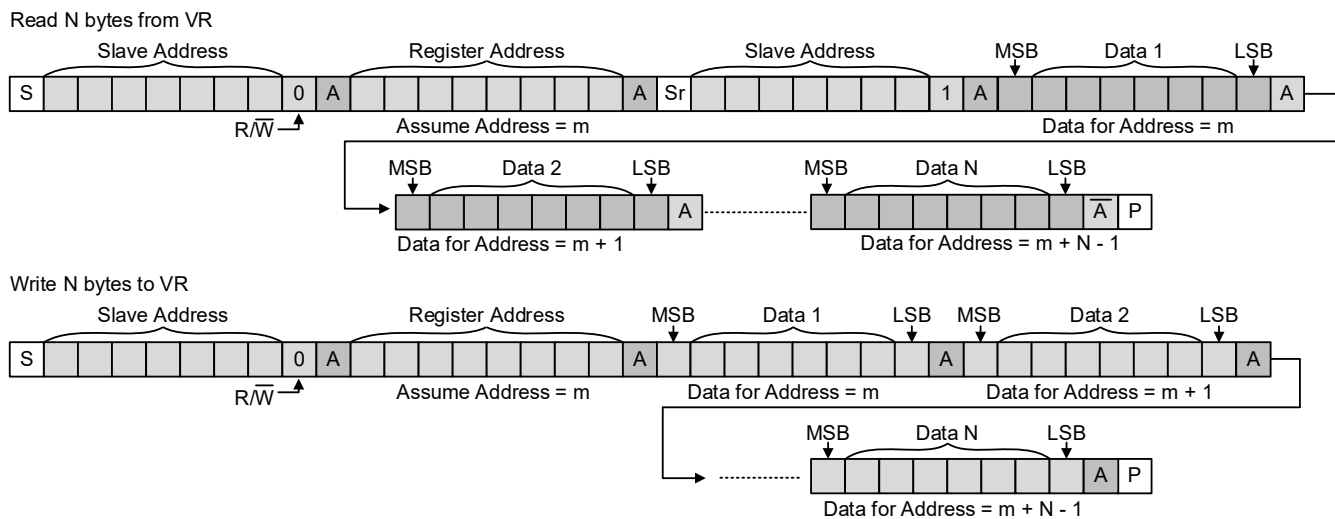 Read N bytes from VR
Slave Address Register Address Slave Address MSB Data 1 LSB
S 0 A A Sr 1 A A
R/W̅ Assume Address = m Data for Address = m
MSB Data 2 LSB MSB Data N LSB
A A̅ P
Data for Address = m + 1 Data for Address = m + N - 1
Write N bytes to VR
Slave Address Register Address MSB Data 1 LSB MSB Data 2 LSB
S 0 A A A A
R/W̅ Assume Address = m Data for Address = m Data for Address = m + 1
MSB Data N LSB
A P
Data for Address = m + N - 1